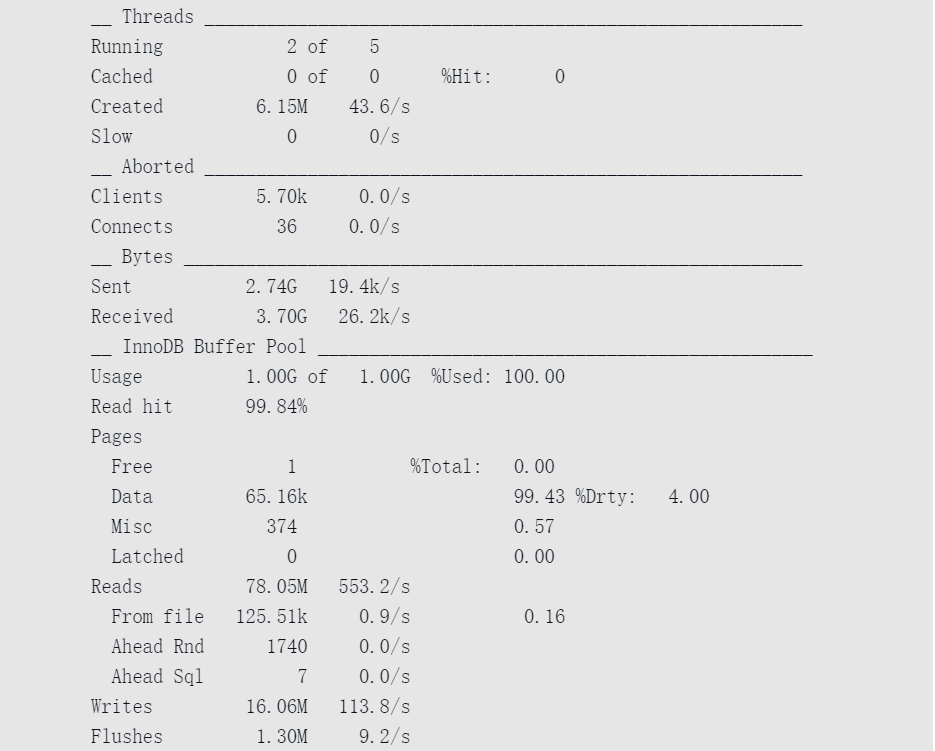 __ Threads __________________________________________________________
Running            2 of    5
Cached             0 of    0      %Hit:      0
Created        6.15M    43.6/s
Slow               0       0/s
__ Aborted __________________________________________________________
Clients        5.70k     0.0/s
Connects          36     0.0/s
__ Bytes ____________________________________________________________
Sent           2.74G   19.4k/s
Received        3.70G   26.2k/s
__ InnoDB Buffer Pool ________________________________________________
Usage          1.00G of   1.00G  %Used: 100.00
Read hit       99.84%
Pages
  Free             1           %Total:   0.00
  Data         65.16k                    99.43 %Drty:   4.00
  Misc           374                     0.57
  Latched          0                     0.00
Reads          78.05M   553.2/s
  From file   125.51k     0.9/s           0.16
  Ahead Rnd      1740     0.0/s
  Ahead Sql         7     0.0/s
Writes         16.06M   113.8/s
Flushes         1.30M     9.2/s